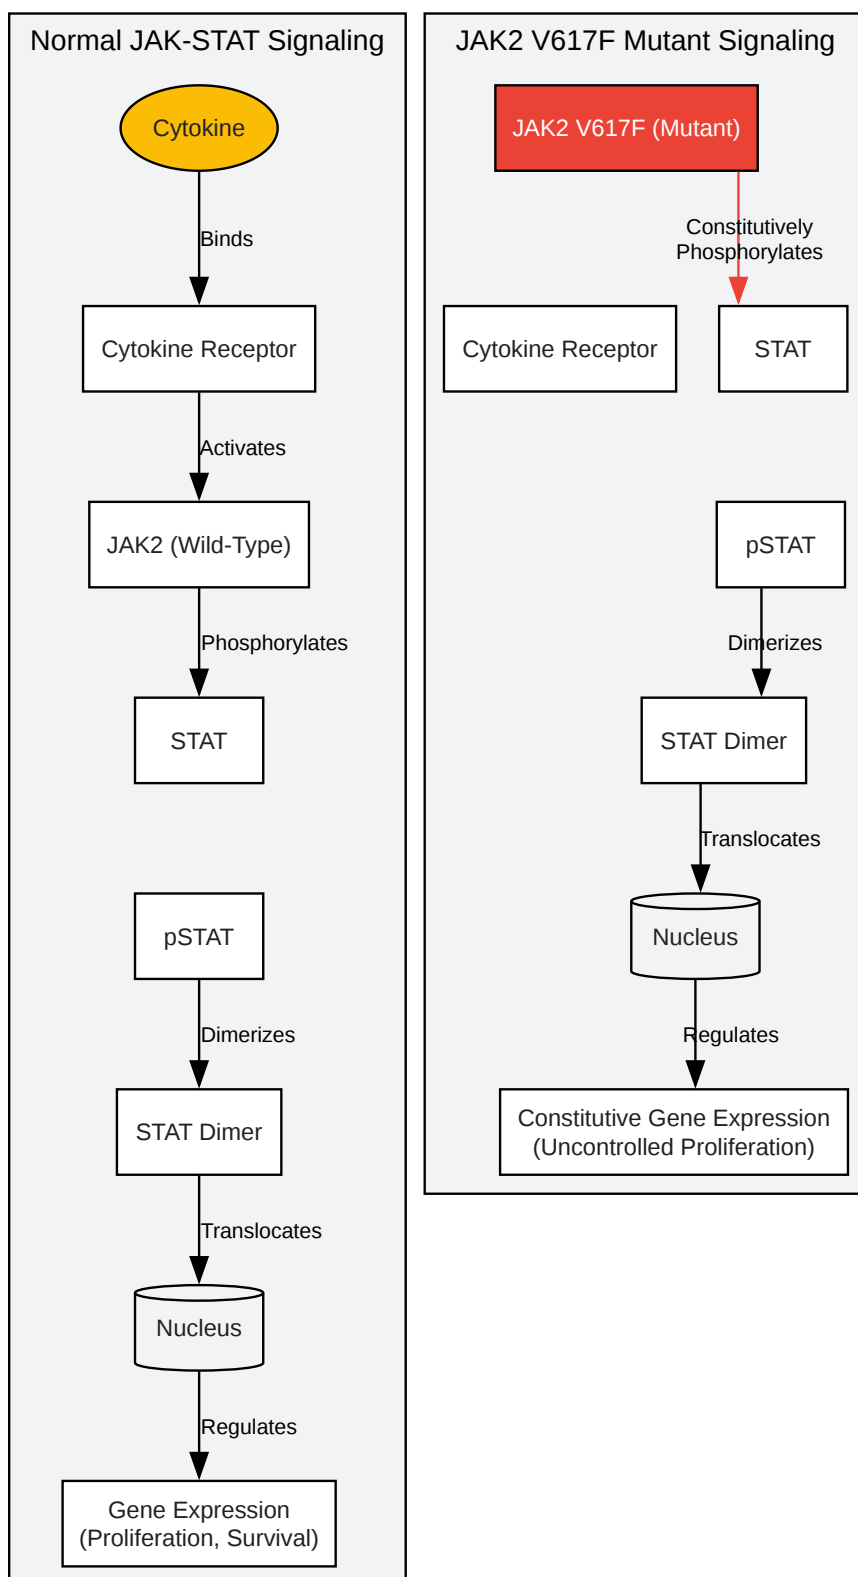 Normal JAK-STAT Signaling
Cytokine
Binds
Cytokine Receptor
Activates
JAK2 (Wild-Type)
Phosphorylates
STAT
pSTAT
Dimerizes
STAT Dimer
Translocates
Nucleus
Regulates
Gene Expression
(Proliferation, Survival)
JAK2 V617F Mutant Signaling
JAK2 V617F (Mutant)
Constitutively
Phosphorylates
Cytokine Receptor
STAT
pSTAT
Dimerizes
STAT Dimer
Translocates
Nucleus
Regulates
Constitutive Gene Expression
(Uncontrolled Proliferation)